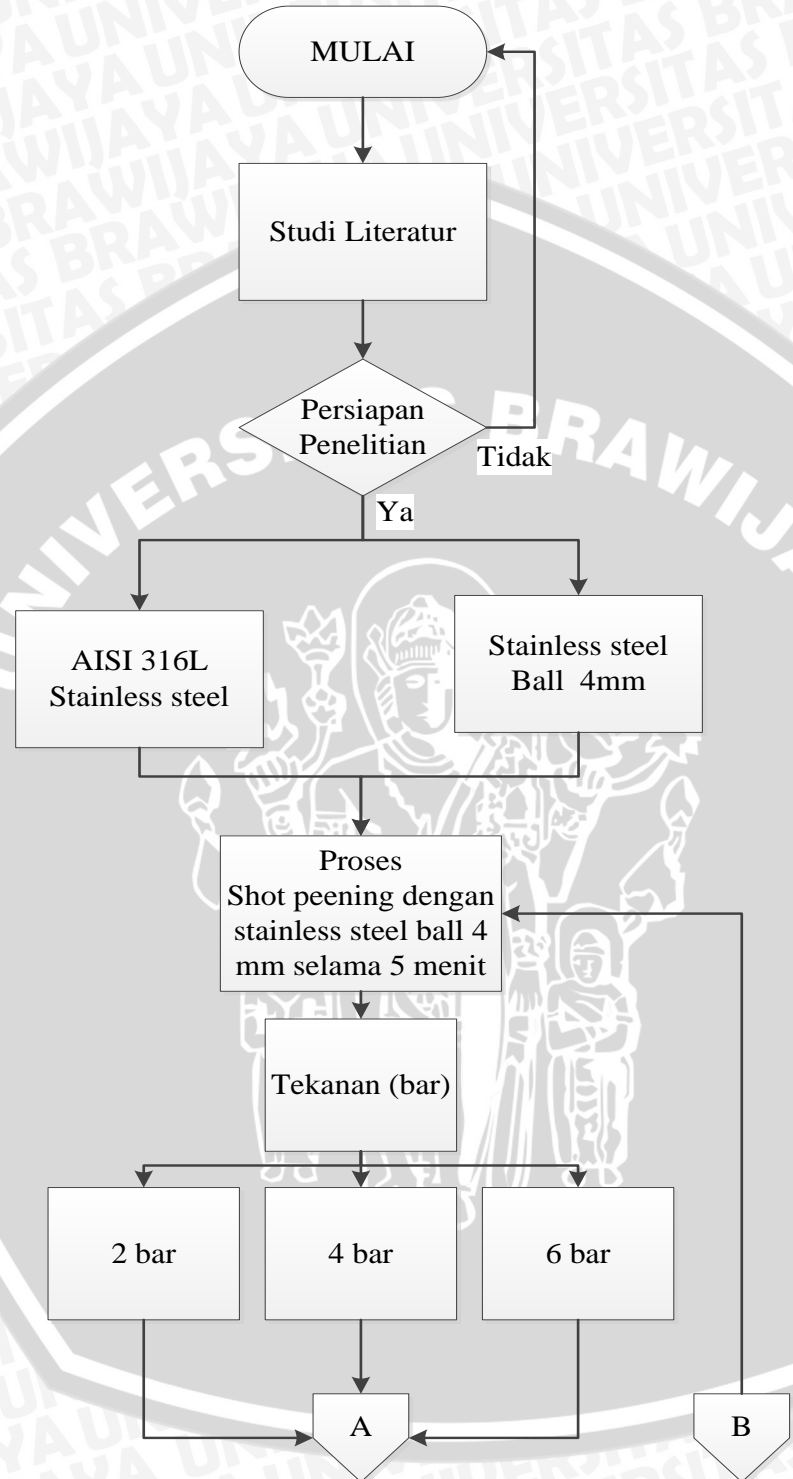 MULAI
Studi Literatur
Persiapan
Penelitian
Tidak
Ya
AISI 316L
Stainless steel
Stainless steel
Ball 4mm
Proses
Shot peening dengan
stainless steel ball 4
mm selama 5 menit
Tekanan (bar)
2 bar
4 bar
6 bar
A
B